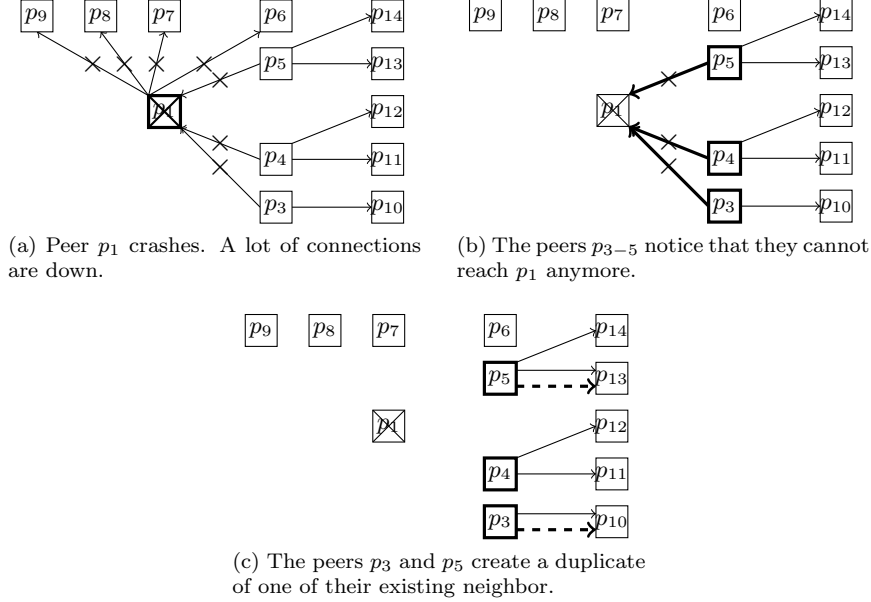 p9 p8 p7 p6 p14
p5 p13
p1 p12
p4 p11
p3 p10
(a) Peer p1 crashes. A lot of connections
are down.
p9 p8 p7 p6 p14
p5 p13
p1 p12
p4 p11
p3 p10
(b) The peers p3−5 notice that they cannot
reach p1 anymore.
p9 p8 p7 p6 p14
p5 p13
p1 p12
p4 p11
p3 p10
(c) The peers p3 and p5 create a duplicate
of one of their existing neighbor.